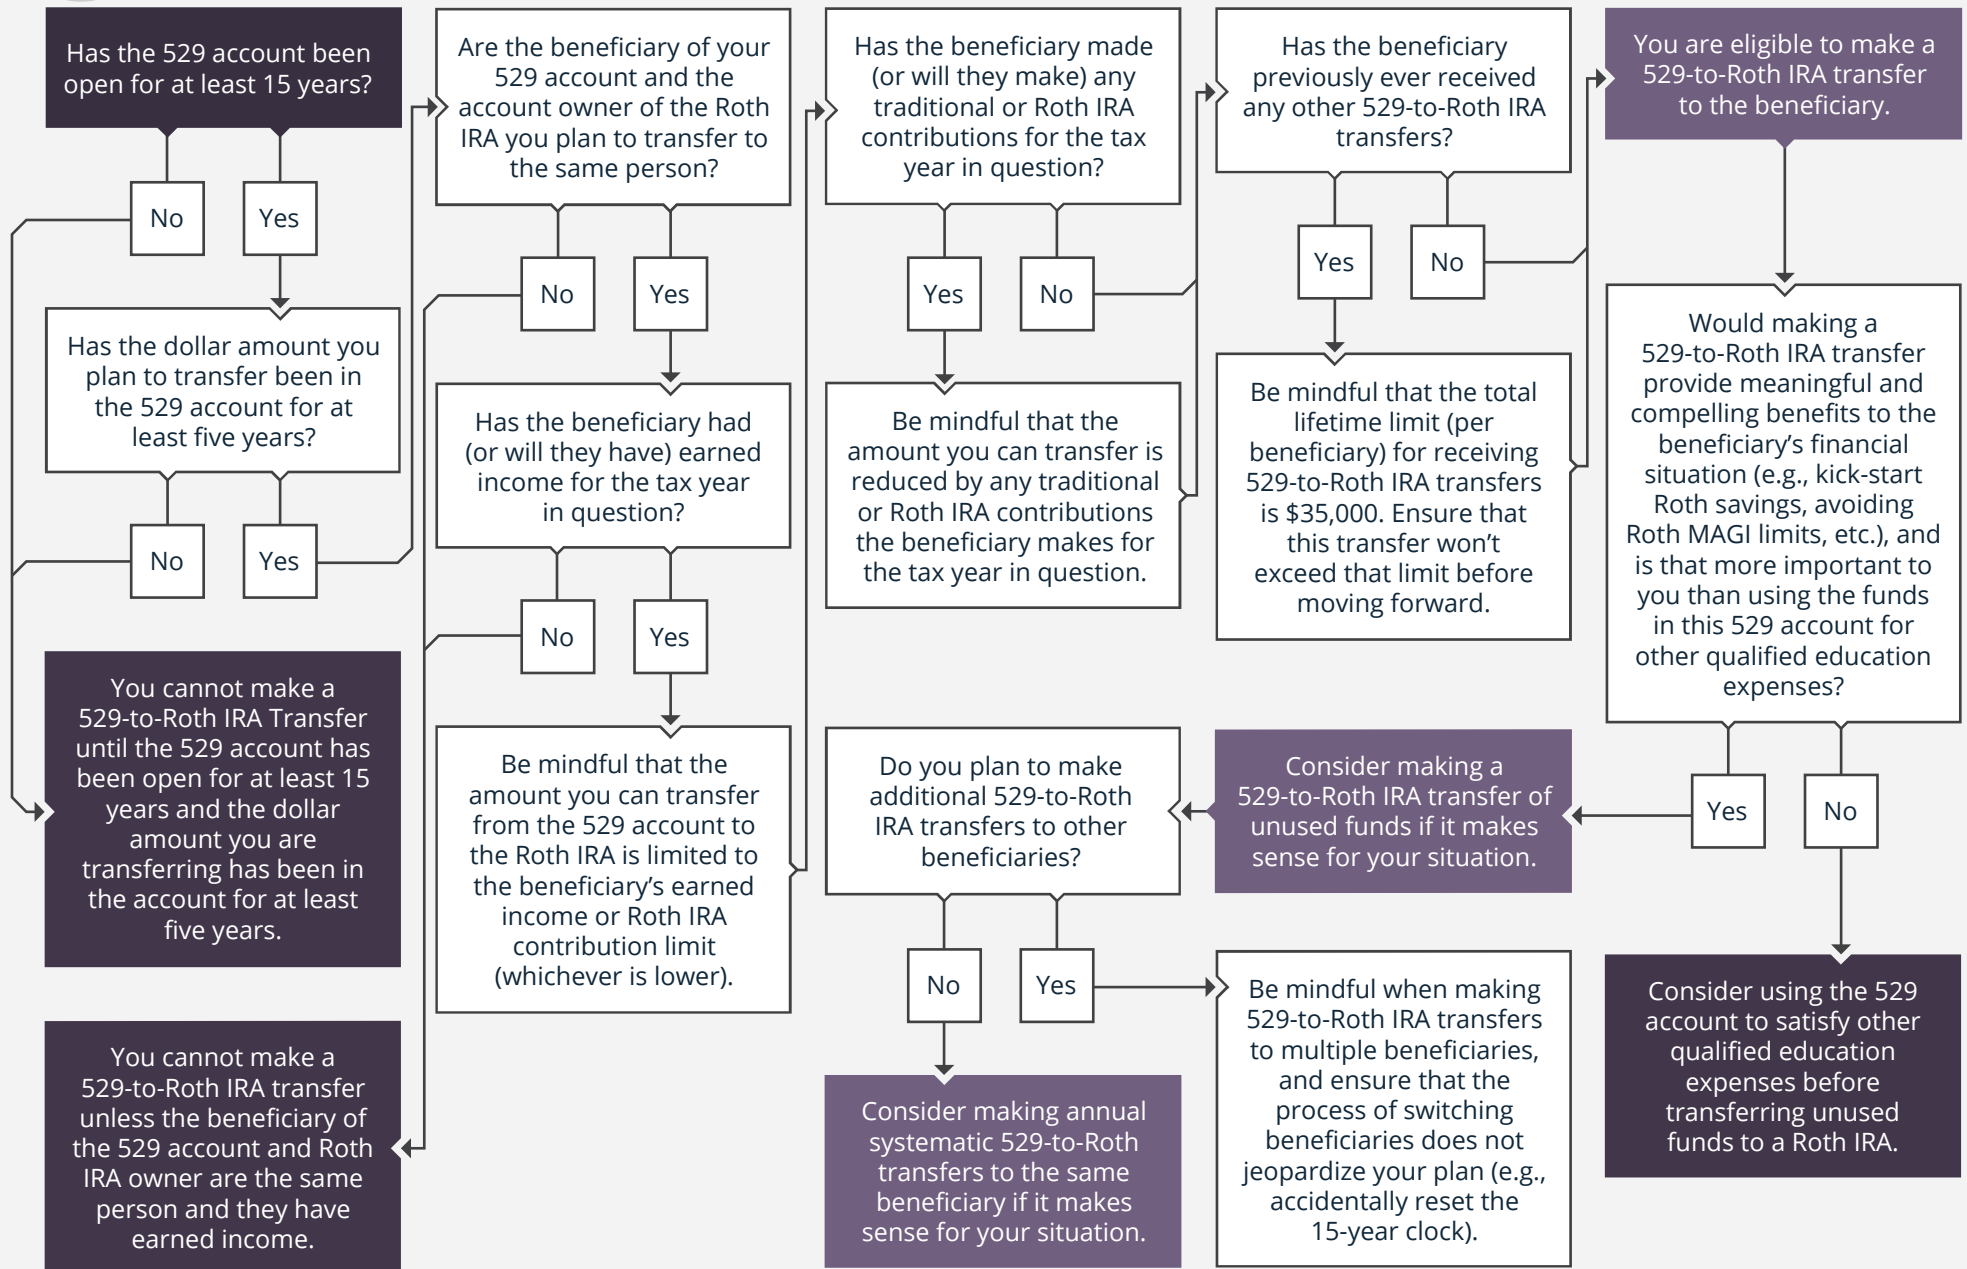 Has the 529 account been
open for at least 15 years?
No
Yes
Has the dollar amount you
plan to transfer been in
the 529 account for at
least five years?
No
Yes
You cannot make a
529-to-Roth IRA Transfer
until the 529 account has
been open for at least 15
years and the dollar
amount you are
transferring has been in
the account for at least
five years.
You cannot make a
529-to-Roth IRA transfer
unless the beneficiary of
the 529 account and Roth
IRA owner are the same
person and they have
earned income.
Are the beneficiary of your
529 account and the
account owner of the Roth
IRA you plan to transfer to
the same person?
No
Yes
Has the beneficiary had
(or will they have) earned
income for the tax year
in question?
No
Yes
Be mindful that the
amount you can transfer
from the 529 account to
the Roth IRA is limited to
the beneficiary’s earned
income or Roth IRA
contribution limit
(whichever is lower).
Has the beneficiary made
(or will they make) any
traditional or Roth IRA
contributions for the tax
year in question?
Yes
No
Be mindful that the
amount you can transfer is
reduced by any traditional
or Roth IRA contributions
the beneficiary makes for
the tax year in question.
Has the beneficiary
previously ever received
any other 529-to-Roth IRA
transfers?
Yes
No
Be mindful that the total
lifetime limit (per
beneficiary) for receiving
529-to-Roth IRA transfers
is $35,000. Ensure that
this transfer won’t
exceed that limit before
moving forward.
You are eligible to make a
529-to-Roth IRA transfer
to the beneficiary.
Would making a
529-to-Roth IRA transfer
provide meaningful and
compelling benefits to the
beneficiary’s financial
situation (e.g., kick-start
Roth savings, avoiding
Roth MAGI limits, etc.), and
is that more important to
you than using the funds
in this 529 account for
other qualified education
expenses?
Yes
No
Consider making a
529-to-Roth IRA transfer of
unused funds if it makes
sense for your situation.
Do you plan to make
additional 529-to-Roth
IRA transfers to other
beneficiaries?
No
Yes
Consider making annual
systematic 529-to-Roth
transfers to the same
beneficiary if it makes
sense for your situation.
Be mindful when making
529-to-Roth IRA transfers
to multiple beneficiaries,
and ensure that the
process of switching
beneficiaries does not
jeopardize your plan (e.g.,
accidentally reset the
15-year clock).
Consider using the 529
account to satisfy other
qualified education
expenses before
transferring unused
funds to a Roth IRA.